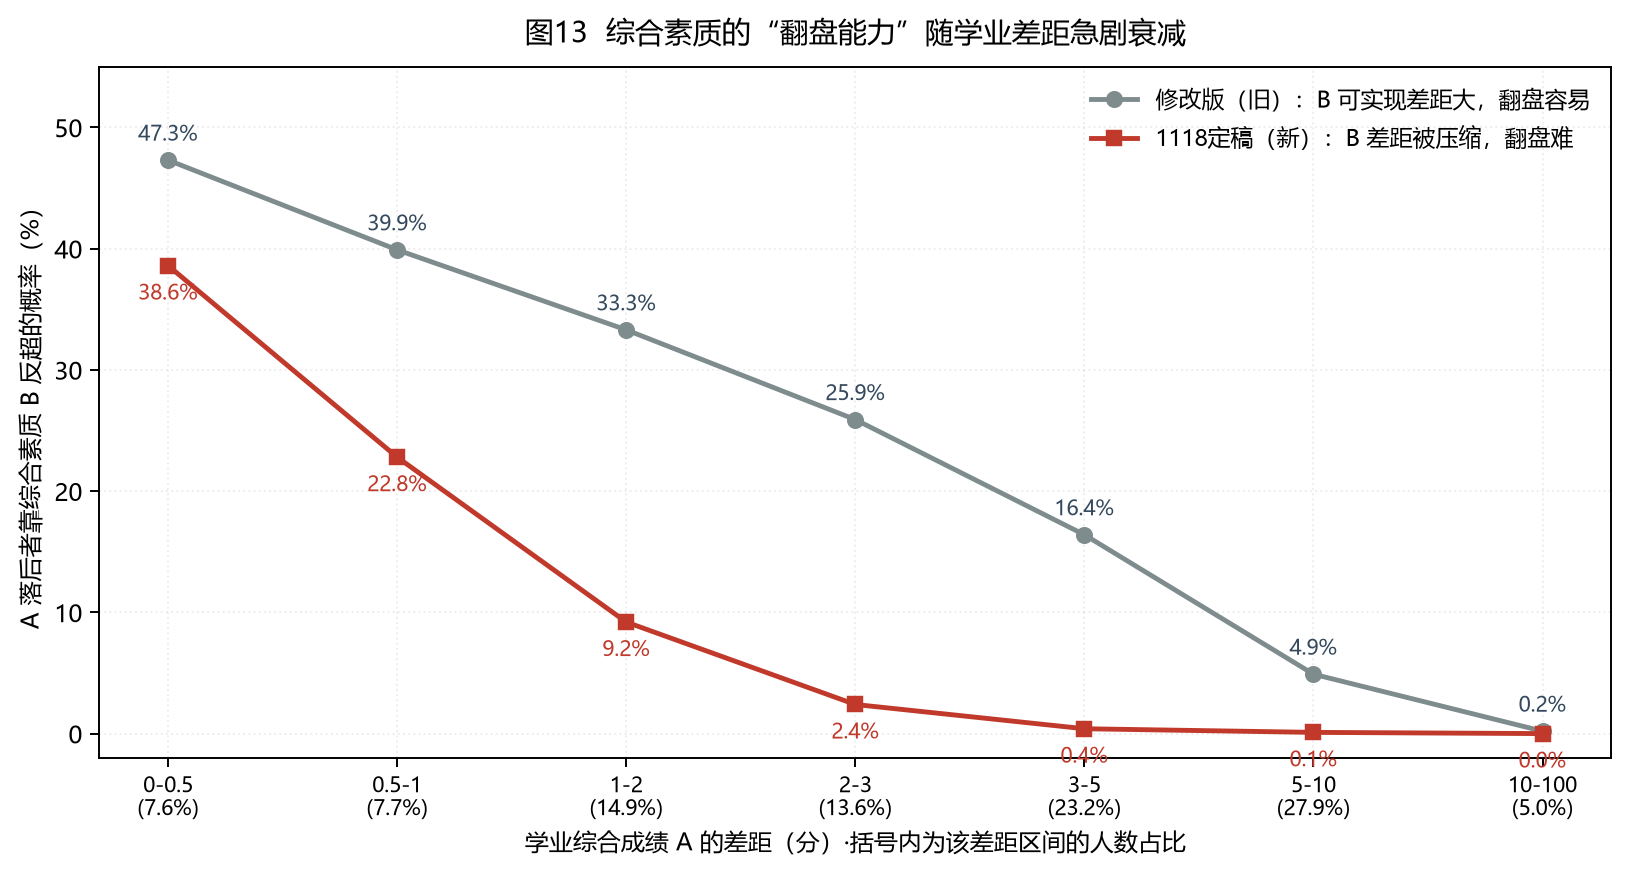 图13 综合素质的“翻盘能力”随学业差距急剧衰减
修改版（旧）：B 可实现差距大，翻盘容易
1118定稿（新）：B 差距被压缩，翻盘难
A 落后者靠综合素质 B 反超的概率（%）
50
40
30
20
10
0
47.3%
39.9%
33.3%
25.9%
16.4%
4.9%
0.2%
38.6%
22.8%
9.2%
2.4%
0.4%
0.1%
0.0%
0-0.5 0.5-1 1-2 2-3 3-5 5-10 10-100
(7.6%) (7.7%) (14.9%) (13.6%) (23.2%) (27.9%) (5.0%)
学业综合成绩 A 的差距（分）·括号内为该差距区间的人数占比